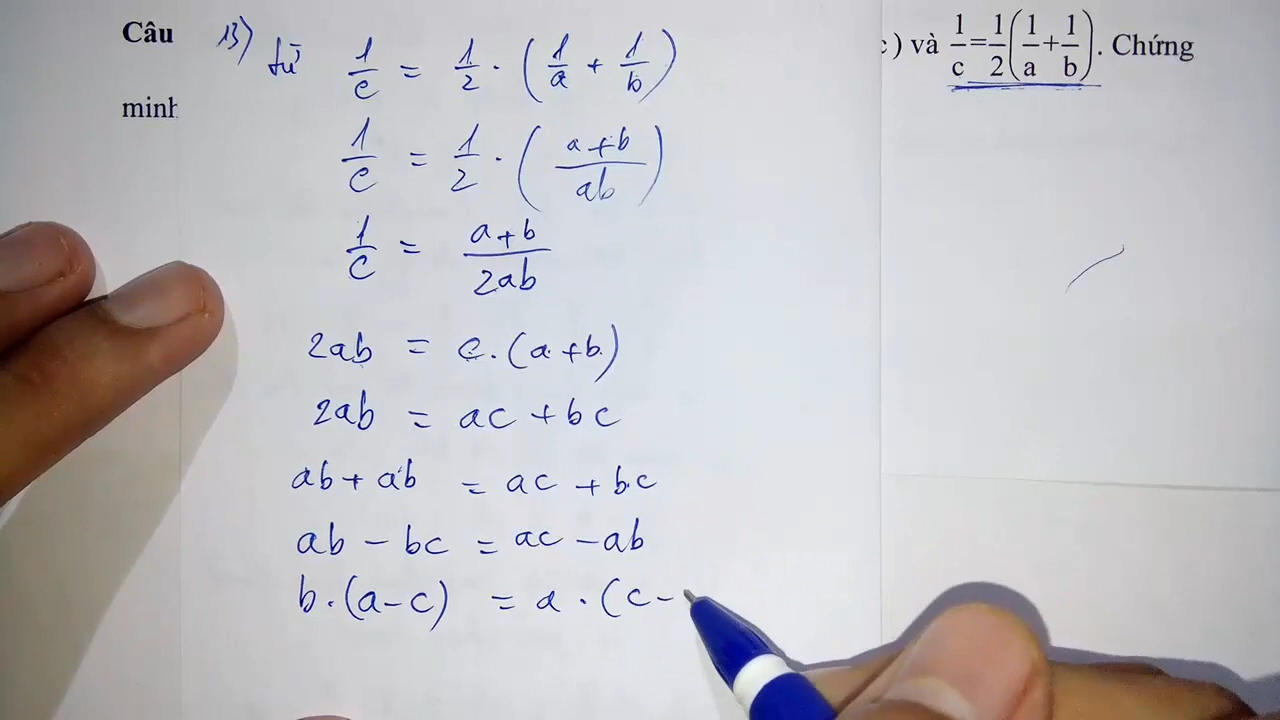 Câu
13) từ 1/c = 1/2 · (1/a + 1/b)
) và 1/c=1/2(1/a+1/b). Chứng
minh
1/c = 1/2 · ((a+b)/ab)
1/c = (a+b)/2ab
2ab = c.(a+b)
2ab = ac + bc
ab + ab = ac + bc
ab - bc = ac - ab
b.(a-c) = a.(c-